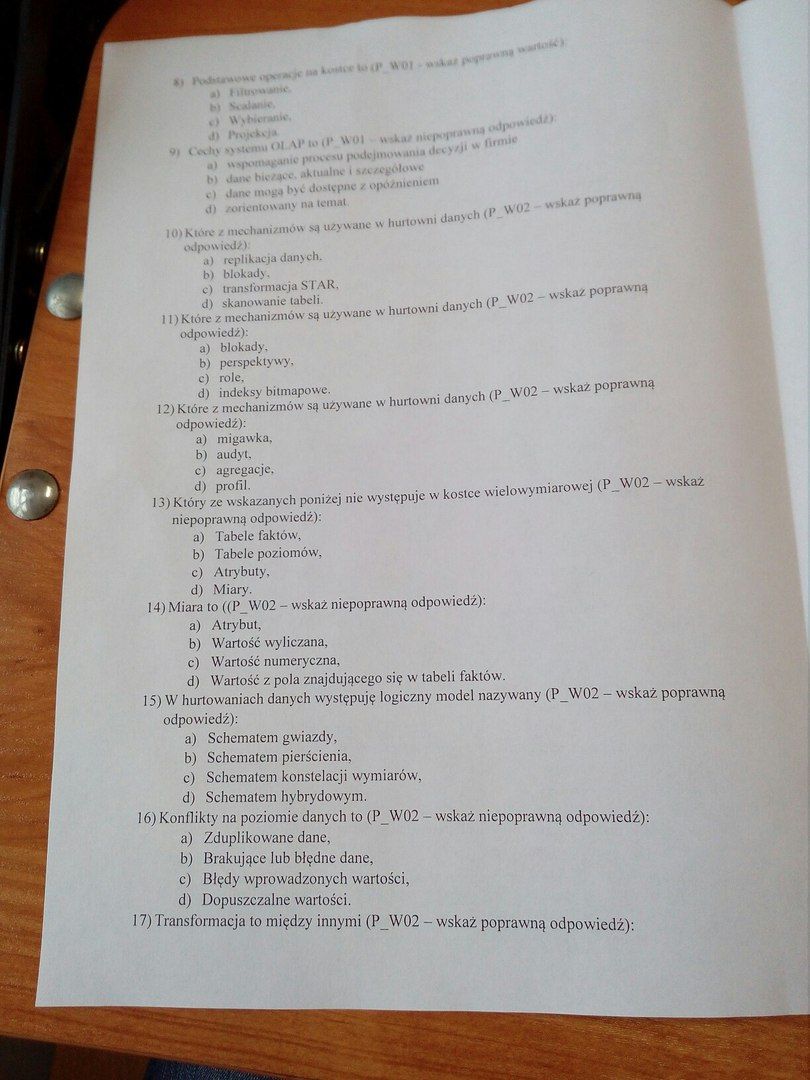 8) Podstawowe operacje na kostce to (P_W01 - wskaż poprawną wartość):
a) Filtrowanie,
b) Scalanie,
c) Wybieranie,
d) Projekcja
9) Cechy systemu OLAP to (P_W01 - wskaż niepoprawną odpowiedź):
a) wspomaganie procesu podejmowania decyzji w firmie
b) dane bieżące, aktualne i szczegółowe
c) dane mogą być dostępne z opóźnieniem
d) zorientowany na temat.
10) Które z mechanizmów są używane w hurtowni danych (P_W02 – wskaż poprawną
odpowiedź):
a) replikacja danych,
b) blokady,
c) transformacja STAR,
d) skanowanie tabeli.
11) Które z mechanizmów są używane w hurtowni danych (P_W02 – wskaż poprawną
odpowiedź):
a) blokady,
b) perspektywy,
c) role,
d) indeksy bitmapowe.
12) Które z mechanizmów są używane w hurtowni danych (P_W02 – wskaż poprawną
odpowiedź):
a) migawka,
b) audyt,
c) agregacje,
d) profil.
13) Który ze wskazanych poniżej nie występuje w kostce wielowymiarowej (P_W02 – wskaż
niepoprawną odpowiedź):
a) Tabele faktów,
b) Tabele poziomów,
c) Atrybuty,
d) Miary.
14) Miara to ((P_W02 – wskaż niepoprawną odpowiedź):
a) Atrybut,
b) Wartość wyliczana,
c) Wartość numeryczna,
d) Wartość z pola znajdującego się w tabeli faktów.
15) W hurtowaniach danych występuję logiczny model nazywany (P_W02 – wskaż poprawną
odpowiedź):
a) Schematem gwiazdy,
b) Schematem pierścienia,
c) Schematem konstelacji wymiarów,
d) Schematem hybrydowym.
16) Konflikty na poziomie danych to (P_W02 – wskaż niepoprawną odpowiedź):
a) Zduplikowane dane,
b) Brakujące lub błędne dane,
c) Błędy wprowadzonych wartości,
d) Dopuszczalne wartości.
17) Transformacja to między innymi (P_W02 – wskaż poprawną odpowiedź):